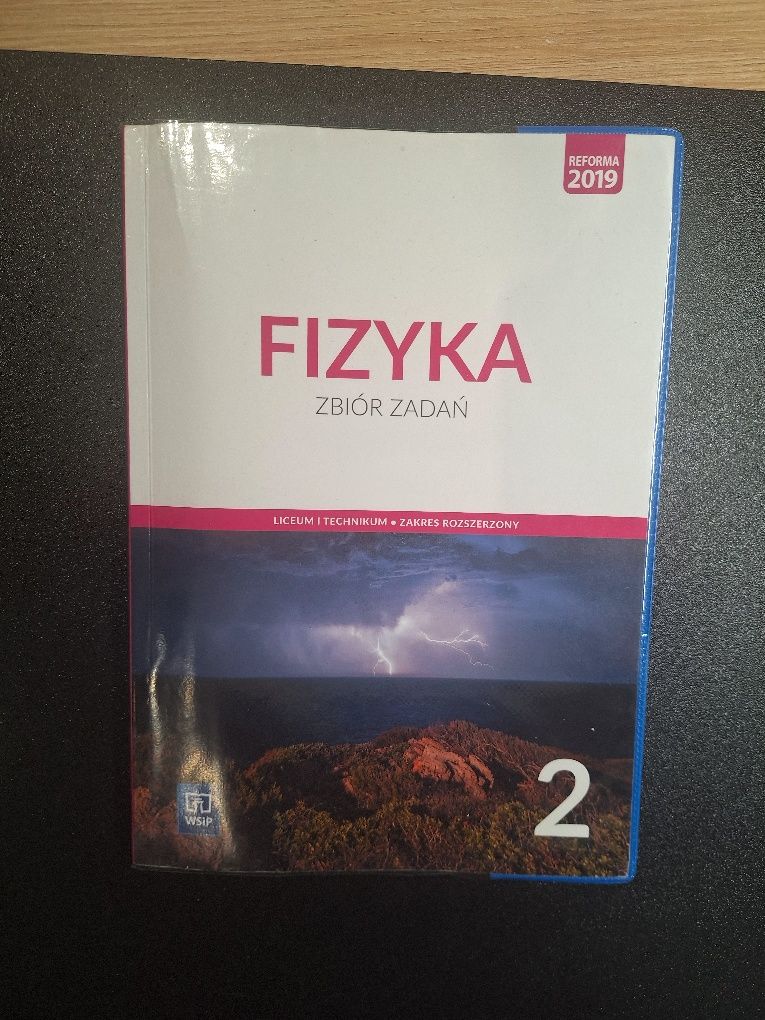 REFORMA
2019
FIZYKA
ZBIÓR ZADAŃ
LICEUM I TECHNIKUM • ZAKRES ROZSZERZONY
2
WSiP